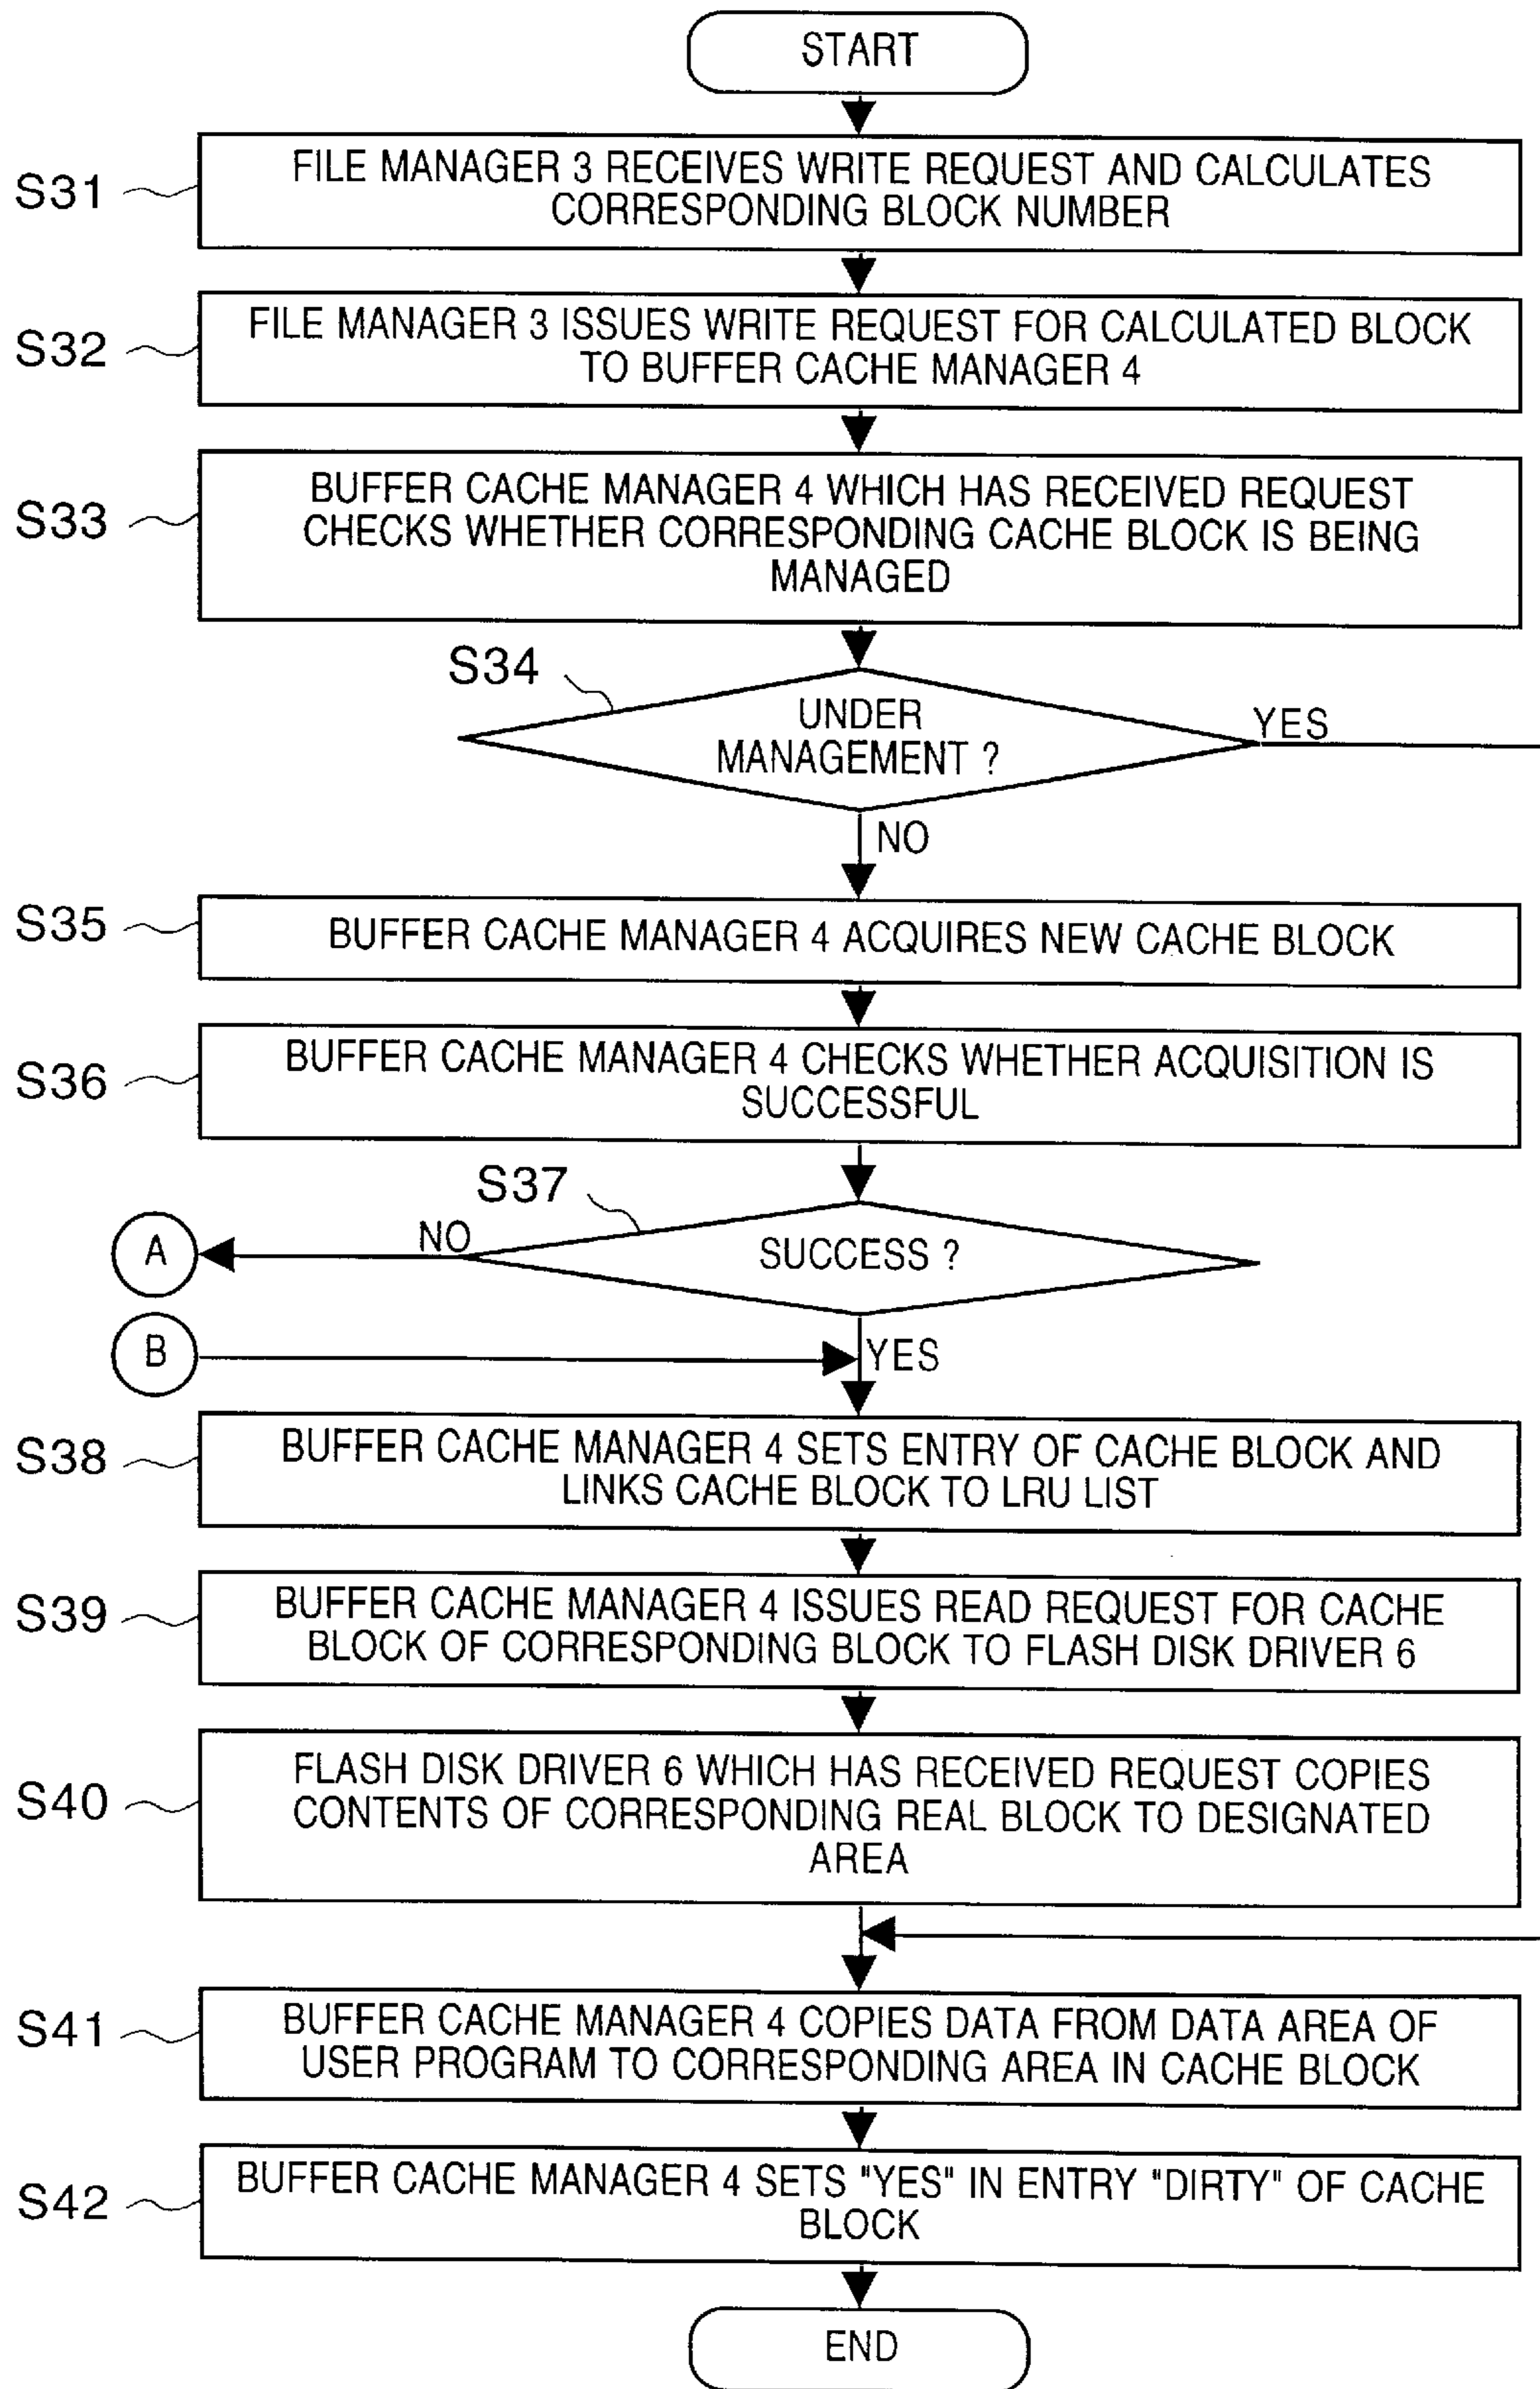 START
S31
FILE MANAGER 3 RECEIVES WRITE REQUEST AND CALCULATES
CORRESPONDING BLOCK NUMBER
S32
FILE MANAGER 3 ISSUES WRITE REQUEST FOR CALCULATED BLOCK
TO BUFFER CACHE MANAGER 4
S33
BUFFER CACHE MANAGER 4 WHICH HAS RECEIVED REQUEST
CHECKS WHETHER CORRESPONDING CACHE BLOCK IS BEING
MANAGED
S34
UNDER
MANAGEMENT ?
YES
NO
S35
BUFFER CACHE MANAGER 4 ACQUIRES NEW CACHE BLOCK
S36
BUFFER CACHE MANAGER 4 CHECKS WHETHER ACQUISITION IS
SUCCESSFUL
S37
A
NO
SUCCESS ?
B
YES
S38
BUFFER CACHE MANAGER 4 SETS ENTRY OF CACHE BLOCK AND
LINKS CACHE BLOCK TO LRU LIST
S39
BUFFER CACHE MANAGER 4 ISSUES READ REQUEST FOR CACHE
BLOCK OF CORRESPONDING BLOCK TO FLASH DISK DRIVER 6
S40
FLASH DISK DRIVER 6 WHICH HAS RECEIVED REQUEST COPIES
CONTENTS OF CORRESPONDING REAL BLOCK TO DESIGNATED
AREA
S41
BUFFER CACHE MANAGER 4 COPIES DATA FROM DATA AREA OF
USER PROGRAM TO CORRESPONDING AREA IN CACHE BLOCK
S42
BUFFER CACHE MANAGER 4 SETS "YES" IN ENTRY "DIRTY" OF CACHE
BLOCK
END